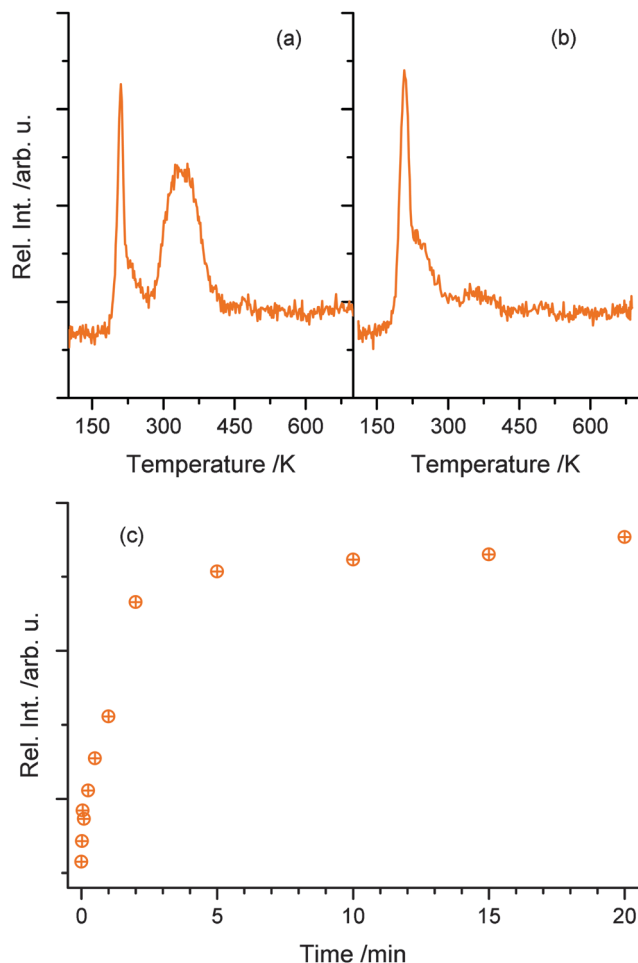 (a)
(b)
Rel. Int. /arb. u.
150 300 450 600
150 300 450 600
Temperature /K
Temperature /K
(c)
Rel. Int. /arb. u.
0 5 10 15 20
Time /min